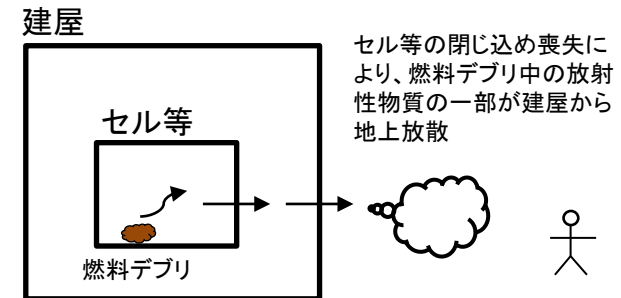 建屋
セル等の閉じ込め喪失に
より、燃料デブリ中の放射
性物質の一部が建屋から
地上放散
セル等
燃料デブリ